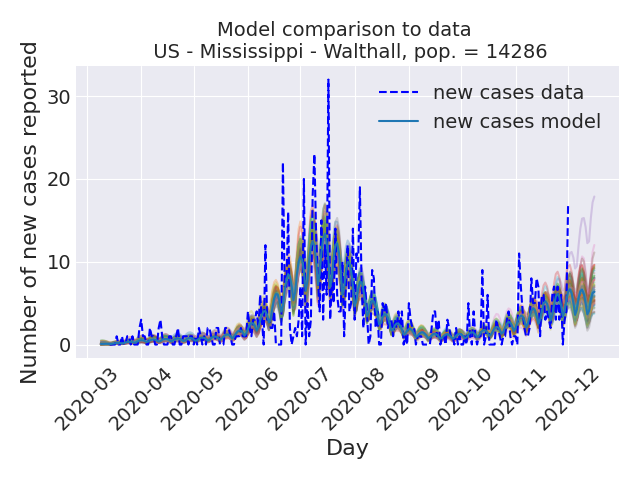 Model comparison to data
US - Mississippi - Walthall, pop. = 14286
Number of new cases reported
30
20
10
0
new cases data
new cases model
2020-03
2020-04
2020-05
2020-06
2020-07
2020-08
2020-09
2020-10
2020-11
2020-12
Day